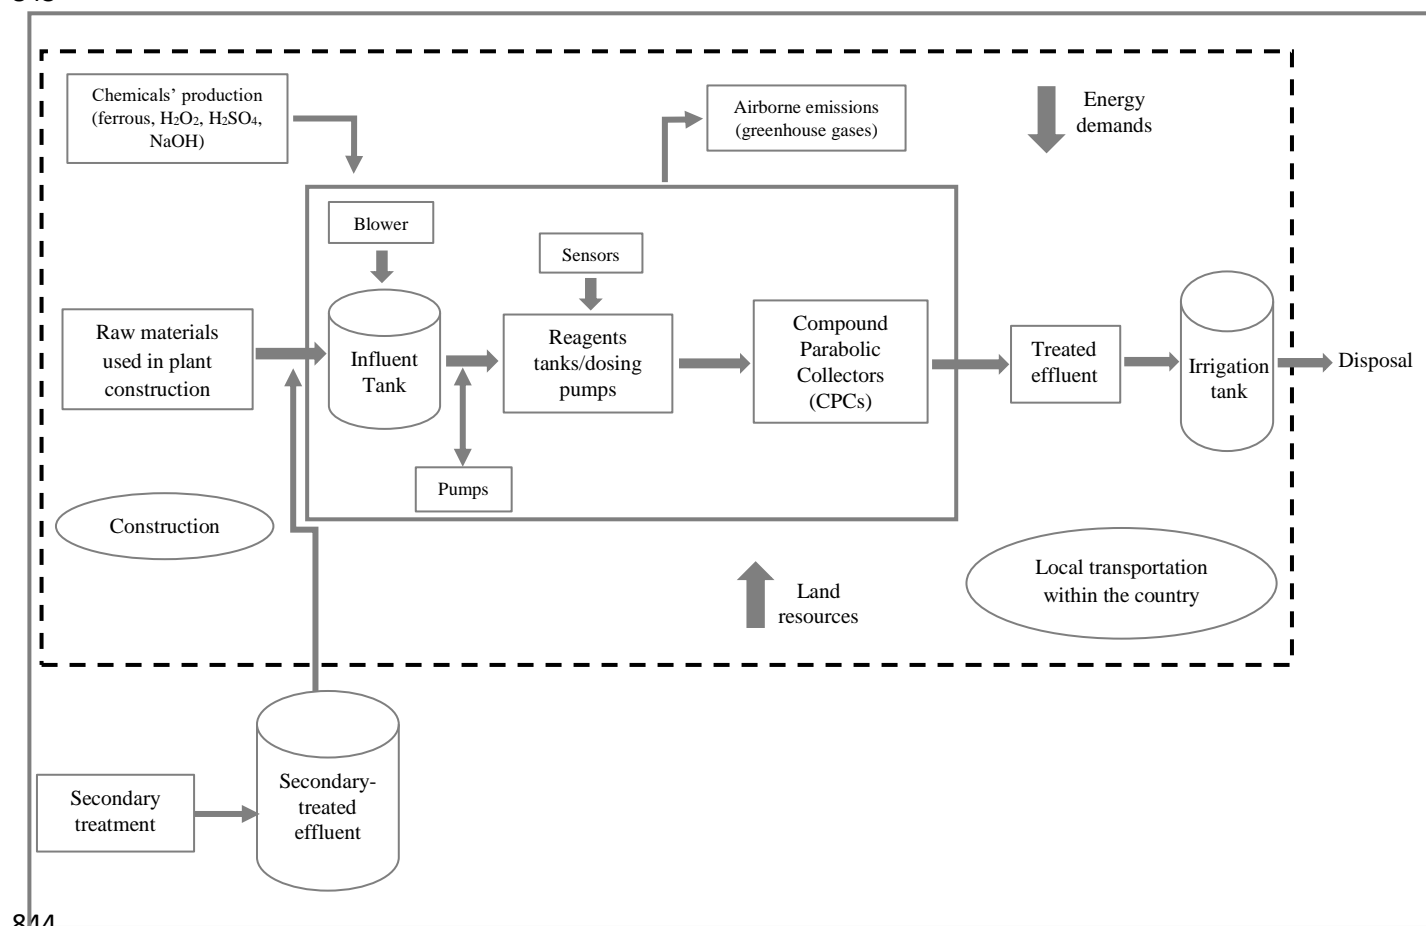 Chemicals’ production
(ferrous, H₂O₂, H₂SO₄,
NaOH)
Airborne emissions
(greenhouse gases)
Energy
demands
Blower
Sensors
Raw materials
used in plant
construction
Influent
Tank
Reagents
tanks/dosing
pumps
Compound
Parabolic
Collectors
(CPCs)
Treated
effluent
Irrigation
tank
Disposal
Pumps
Construction
Local transportation
within the country
Land
resources
Secondary
treatment
Secondary-
treated
effluent
844